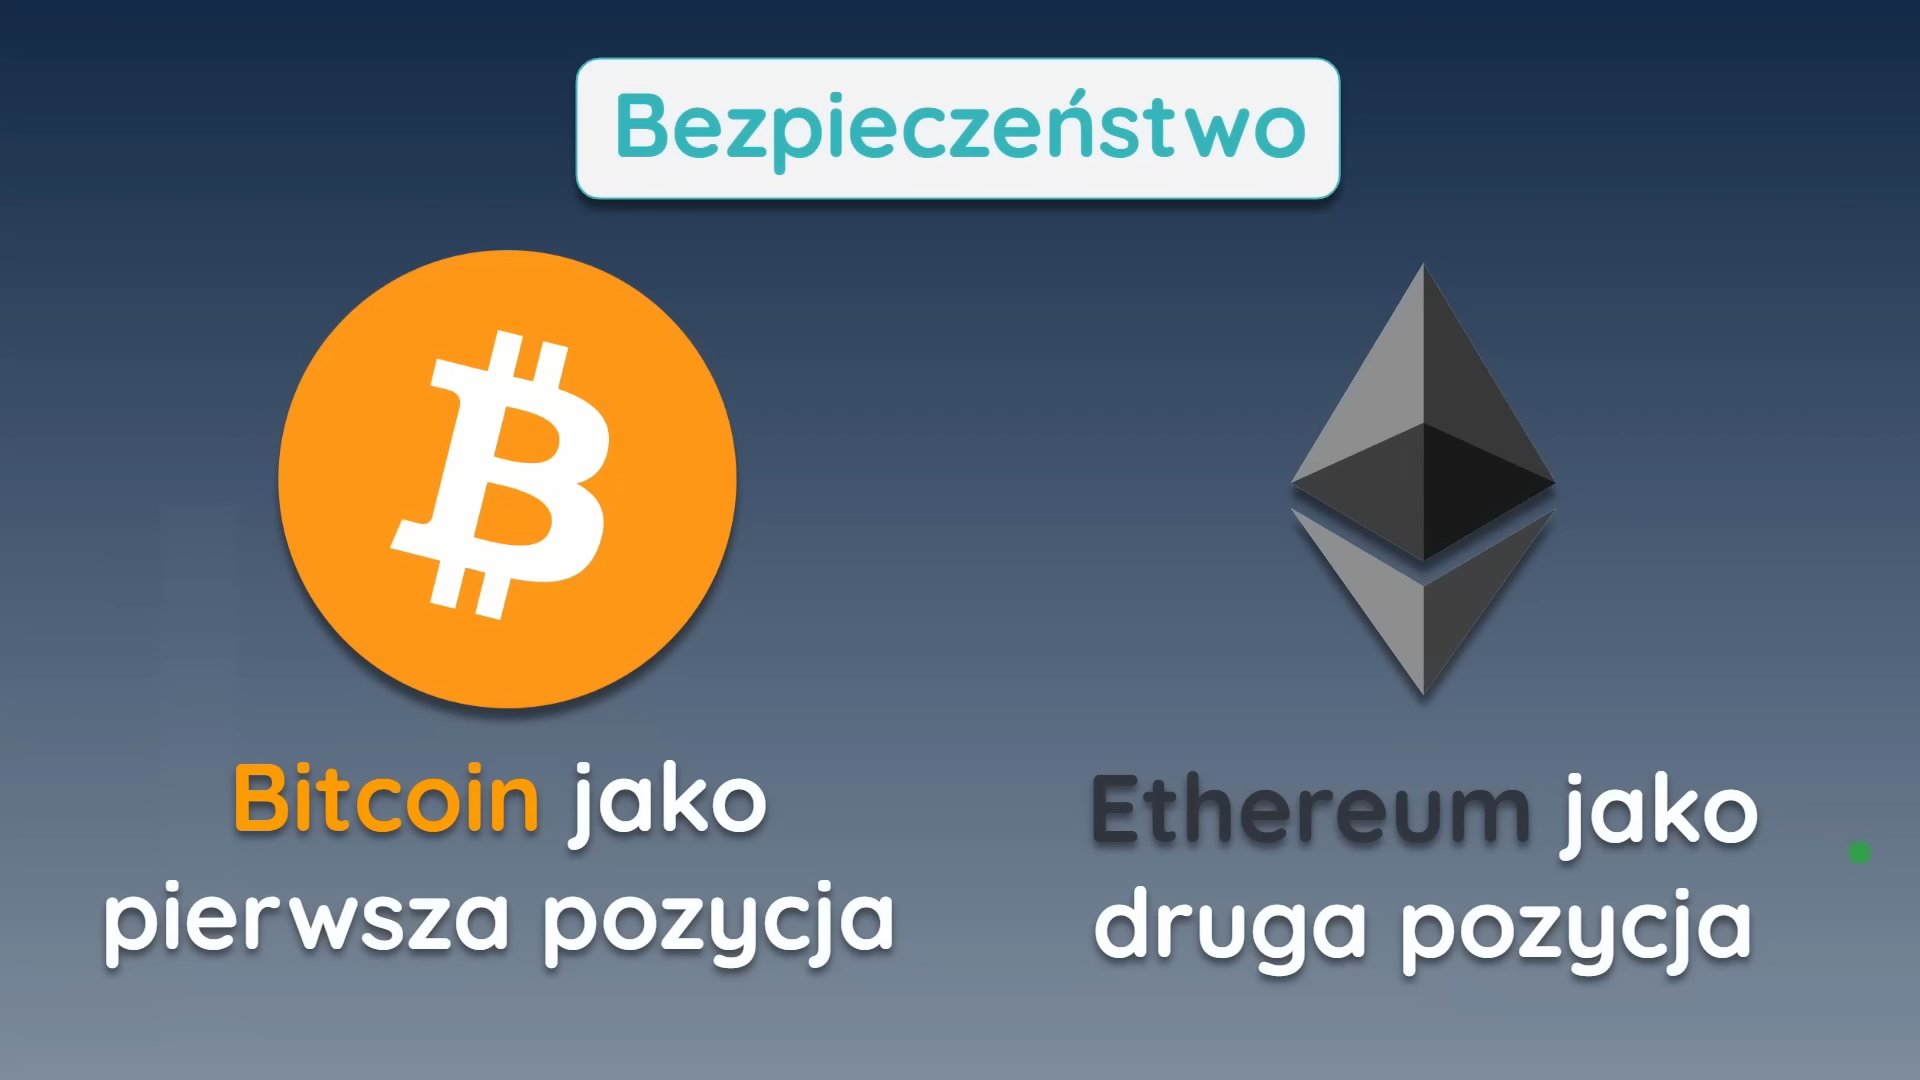 Bezpieczeństwo
Bitcoin jako
pierwsza pozycja
Ethereum jako
druga pozycja